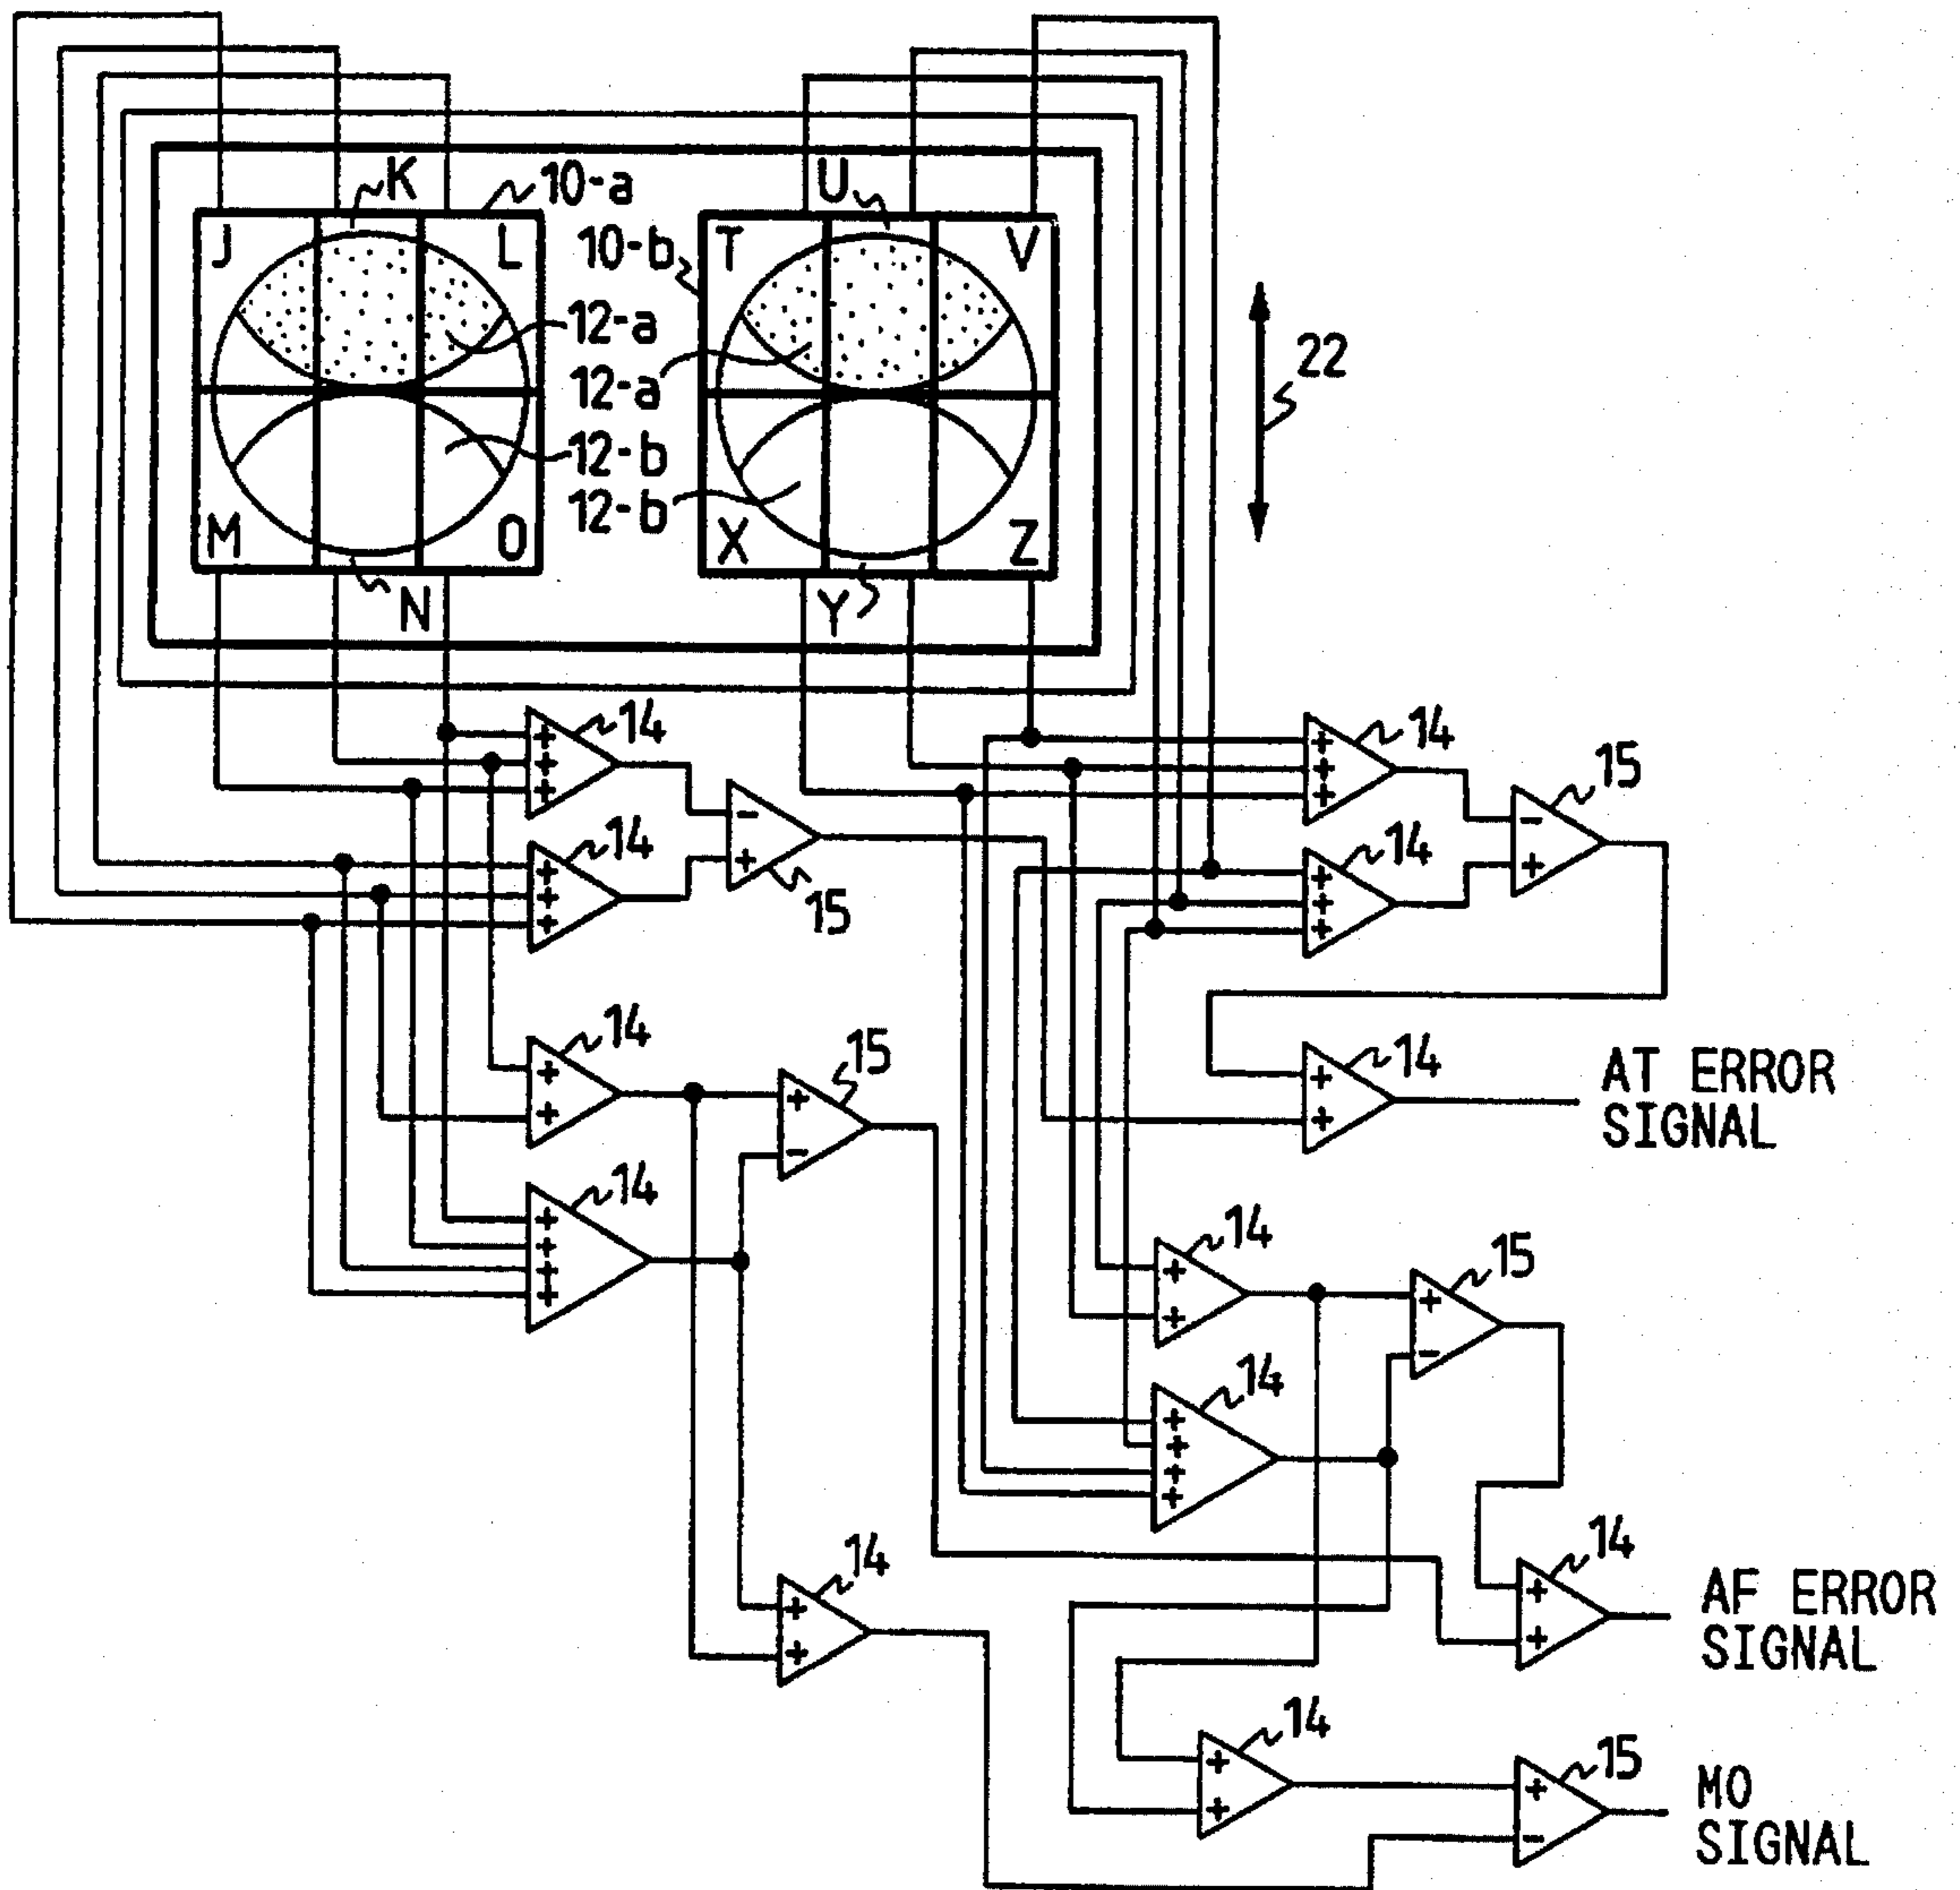 K
10-a
U
J
L
10-b
T
V
12-a
12-a
22
12-b
12-b
M
O
X
Z
N
Y
14
14
15
+
+
+
+
+
+
-
-
14
14
+
+
15
+
+
+
+
+
+
+
+
14
15
14
+
+
+
+
-
AT ERROR
SIGNAL
14
+
+
+
+
14
15
+
+
+
-
14
+
+
+
+
14
14
+
+
+
+
AF ERROR
SIGNAL
14
15
+
+
+
-
MO
SIGNAL